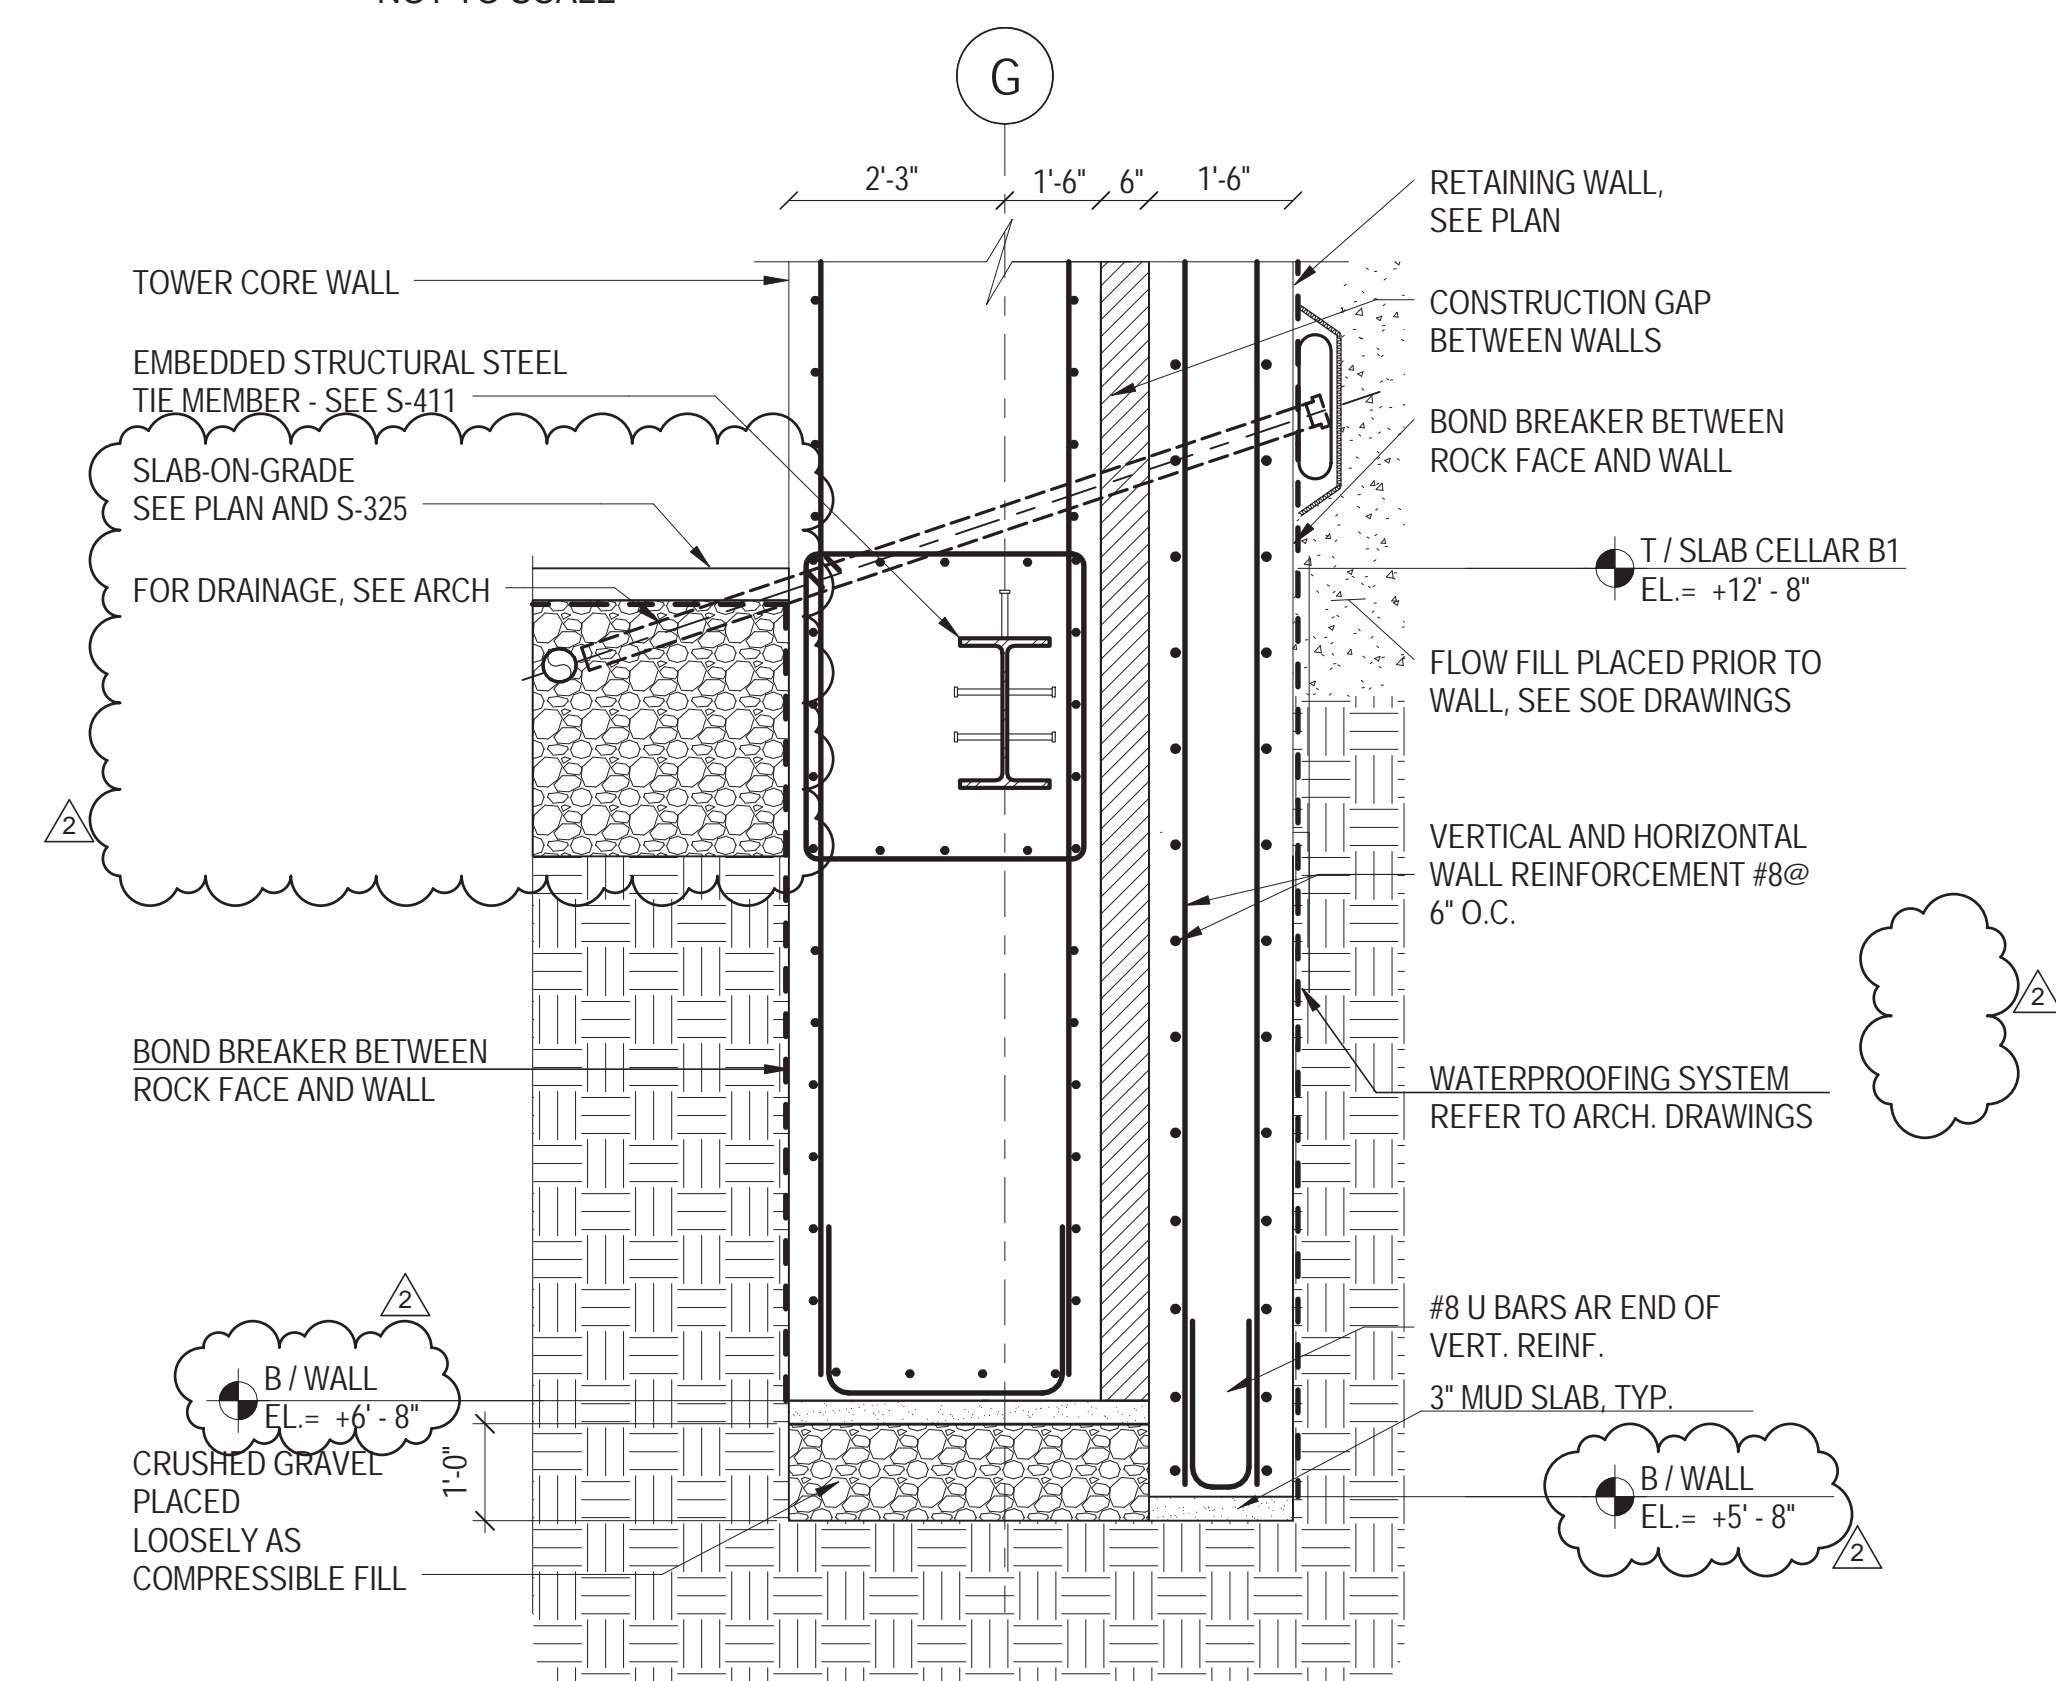 G
2'-3"
1'-6"
6"
1'-6"
TOWER CORE WALL
EMBEDDED STRUCTURAL STEEL
TIE MEMBER - SEE S-411
SLAB-ON-GRADE
SEE PLAN AND S-325
FOR DRAINAGE, SEE ARCH
2
BOND BREAKER BETWEEN
ROCK FACE AND WALL
2
B / WALL
EL.= +6' - 8"
CRUSHED GRAVEL
PLACED
LOOSELY AS
COMPRESSIBLE FILL
1'-0"
RETAINING WALL,
SEE PLAN
CONSTRUCTION GAP
BETWEEN WALLS
BOND BREAKER BETWEEN
ROCK FACE AND WALL
T / SLAB CELLAR B1
EL.= +12' - 8"
FLOW FILL PLACED PRIOR TO
WALL, SEE SOE DRAWINGS
VERTICAL AND HORIZONTAL
WALL REINFORCEMENT #8@
6" O.C.
2
WATERPROOFING SYSTEM
REFER TO ARCH. DRAWINGS
#8 U BARS AR END OF
VERT. REINF.
3" MUD SLAB, TYP.
B / WALL
EL.= +5' - 8"
2